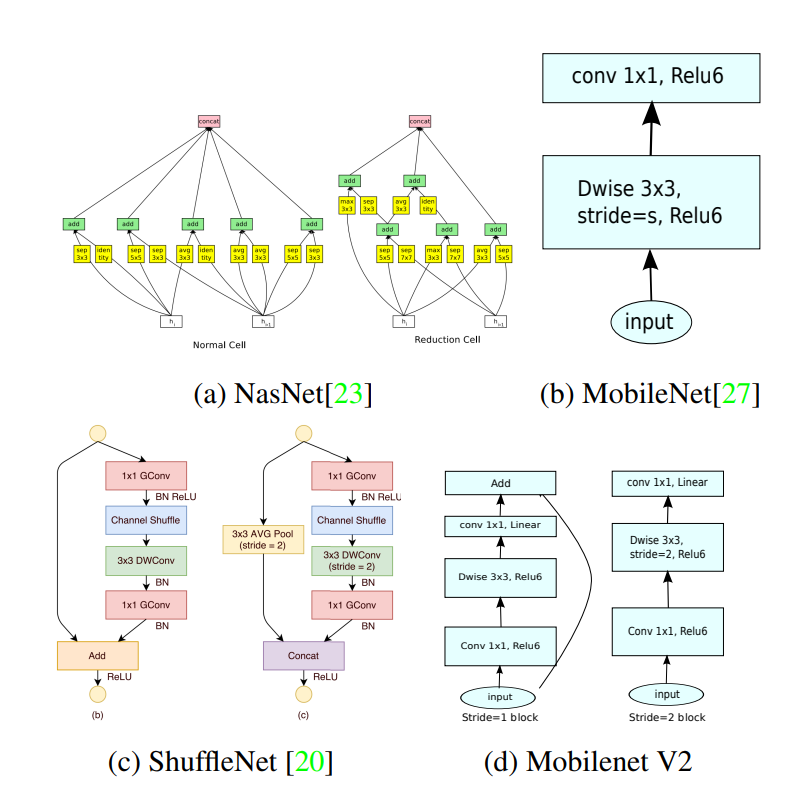 concat
add
add
add
add
add
sep
3x3
iden
tity
sep
5x5
sep
3x3
avg
3x3
iden
tity
avg
3x3
avg
3x3
sep
5x5
sep
3x3
hi
hi-1
Normal Cell
concat
add
add
max
3x3
sep
3x3
avg
3x3
iden
tity
add
add
add
sep
5x5
sep
7x7
max
3x3
sep
7x7
avg
3x3
sep
5x5
hi
hi-1
Reduction Cell
(a) NasNet[23]
conv 1x1, Relu6
Dwise 3x3,
stride=s, Relu6
input
(b) MobileNet[27]
1x1 GConv
BN ReLU
Channel Shuffle
3x3 DWConv
BN
1x1 GConv
BN
Add
ReLU
(b)
1x1 GConv
BN ReLU
Channel Shuffle
3x3 AVG Pool
(stride = 2)
3x3 DWConv
(stride = 2)
BN
1x1 GConv
BN
Concat
ReLU
(c)
(c) ShuffleNet [20]
Add
conv 1x1, Linear
Dwise 3x3, Relu6
Conv 1x1, Relu6
input
Stride=1 block
conv 1x1, Linear
Dwise 3x3,
stride=2, Relu6
Conv 1x1, Relu6
input
Stride=2 block
(d) Mobilenet V2